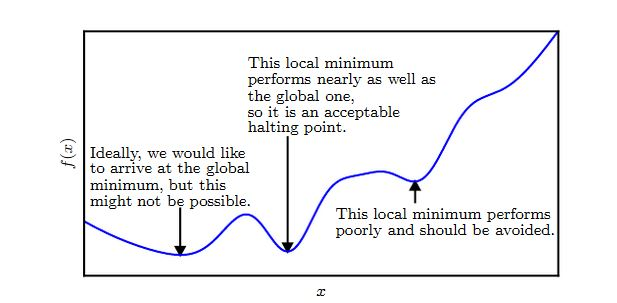 This local minimum
performs nearly as well as
the global one,
so it is an acceptable
halting point.
Ideally, we would like
to arrive at the global
minimum, but this
might not be possible.
This local minimum performs
poorly and should be avoided.
f(x)
x